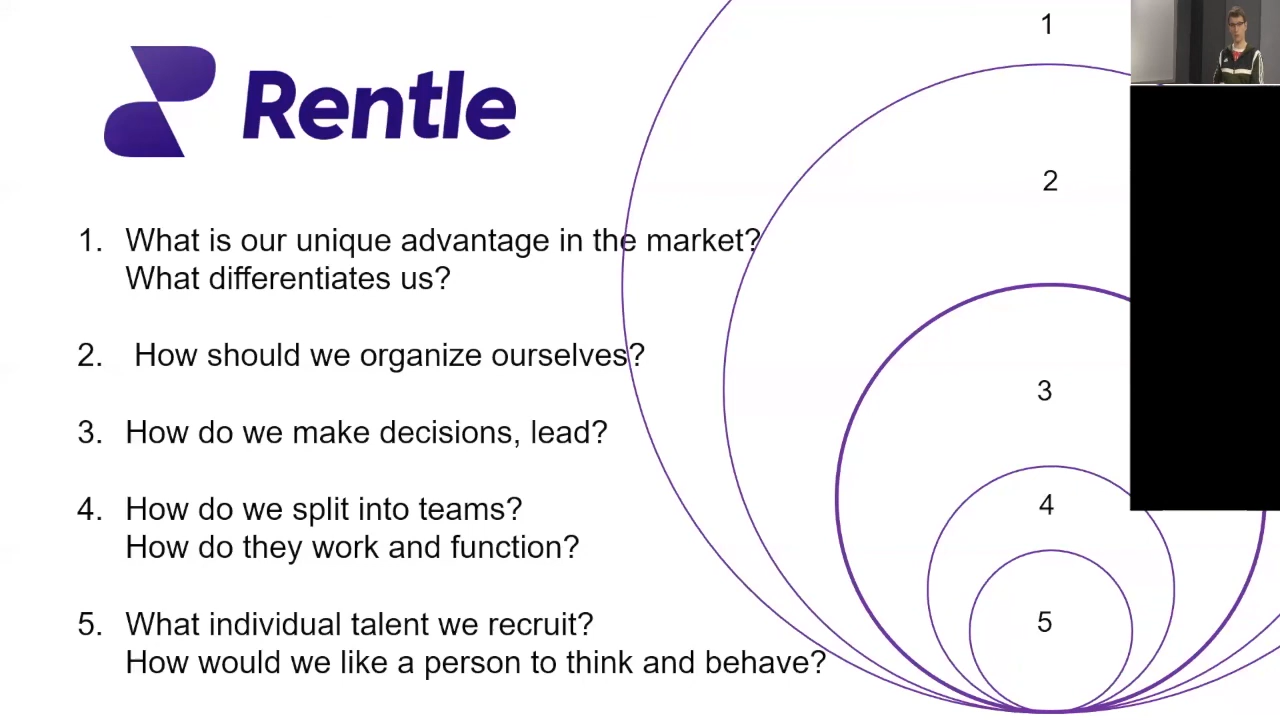 Rentle
1. What is our unique advantage in the market?
What differentiates us?
2. How should we organize ourselves?
3. How do we make decisions, lead?
4. How do we split into teams?
How do they work and function?
5. What individual talent we recruit?
How would we like a person to think and behave?
1
2
3
4
5